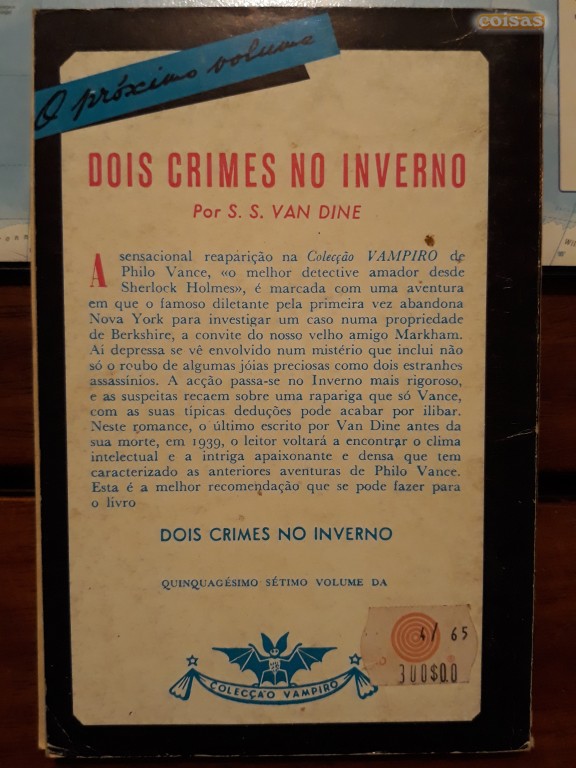 coisas
O próximo volume
DOIS CRIMES NO INVERNO
Por S. S. VAN DINE
A sensacional reaparição na Colecção VAMPIRO de
Philo Vance, «o melhor detective amador desde
Sherlock Holmes», é marcada com uma aventura
em que o famoso diletante pela primeira vez abandona
Nova York para investigar um caso numa propriedade
de Berkshire, a convite do nosso velho amigo Markham.
Aí depressa se vê envolvido num mistério que inclui não
só o roubo de algumas jóias preciosas como dois estranhes
assassínios. A acção passa-se no Inverno mais rigoroso,
e as suspeitas recaem sobre uma rapariga que só Vance,
com as suas típicas deduções pode acabar por ilibar.
Neste romance, o último escrito por Van Dine antes da
sua morte, em 1939, o leitor voltará a encontrar o clima
intelectual e a intriga apaixonante e densa que tem
caracterizado as anteriores aventuras de Philo Vance.
Esta é a melhor recomendação que se pode fazer para
o livro
DOIS CRIMES NO INVERNO
QUINQUAGÉSIMO SÉTIMO VOLUME DA
4/ 65
300$00
COLECÇÃO VAMPIRO